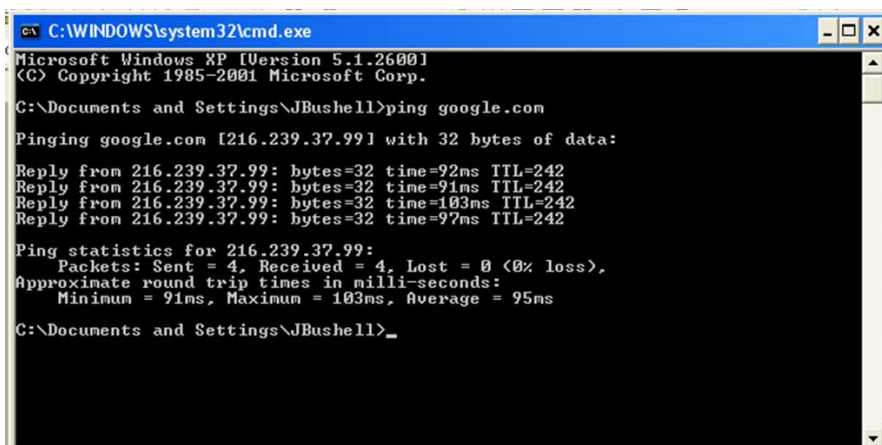 C:\WINDOWS\system32\cmd.exe
Microsoft Windows XP [Version 5.1.2600]
(C) Copyright 1985-2001 Microsoft Corp.
C:\Documents and Settings\JBushell>ping google.com
Pinging google.com [216.239.37.99] with 32 bytes of data:
Reply from 216.239.37.99: bytes=32 time=92ms TTL=242
Reply from 216.239.37.99: bytes=32 time=91ms TTL=242
Reply from 216.239.37.99: bytes=32 time=103ms TTL=242
Reply from 216.239.37.99: bytes=32 time=97ms TTL=242
Ping statistics for 216.239.37.99:
    Packets: Sent = 4, Received = 4, Lost = 0 (0% loss),
Approximate round trip times in milli-seconds:
    Minimum = 91ms, Maximum = 103ms, Average = 95ms
C:\Documents and Settings\JBushell>_